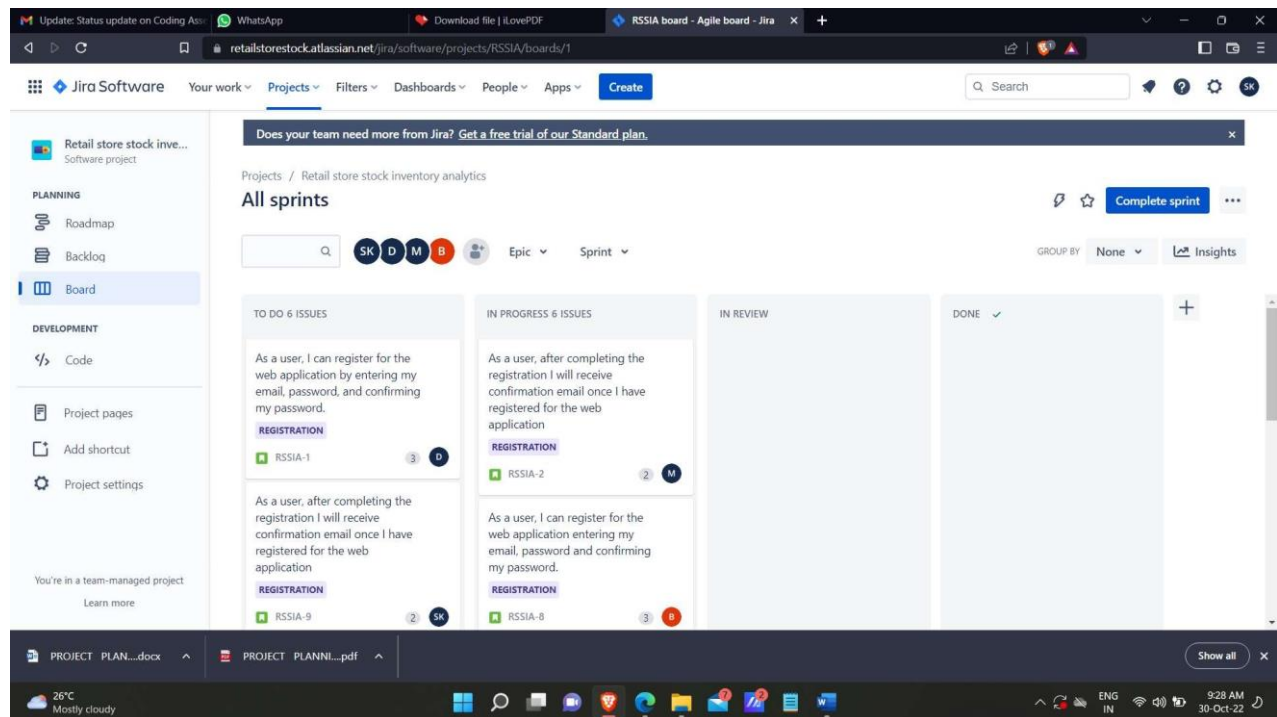 Update: Status update on Coding Asse
WhatsApp
Download file | iLovePDF
RSSIA board - Agile board - Jira
retailstorestock.atlassian.net/jira/software/projects/RSSIA/boards/1
Jira Software
Your work
Projects
Filters
Dashboards
People
Apps
Create
Search
SK
Does your team need more from Jira? Get a free trial of our Standard plan.
Retail store stock inve...
Software project
PLANNING
Roadmap
Backlog
Board
DEVELOPMENT
Code
Project pages
Add shortcut
Project settings
You're in a team-managed project
Learn more
Projects / Retail store stock inventory analytics
All sprints
Complete sprint
SK D M B
Epic
Sprint
GROUP BY None
Insights
TO DO 6 ISSUES
As a user, I can register for the
web application by entering my
email, password, and confirming
my password.
REGISTRATION
RSSIA-1 3 D
As a user, after completing the
registration I will receive
confirmation email once I have
registered for the web
application
REGISTRATION
RSSIA-9 2 SK
IN PROGRESS 6 ISSUES
As a user, after completing the
registration I will receive
confirmation email once I have
registered for the web
application
REGISTRATION
RSSIA-2 2 M
As a user, I can register for the
web application entering my
email, password and confirming
my password.
REGISTRATION
RSSIA-8 3 B
IN REVIEW
DONE
PROJECT PLAN....docx
PROJECT PLANNI....pdf
Show all
26°C
Mostly cloudy
ENG
IN
9:28 AM
30-Oct-22